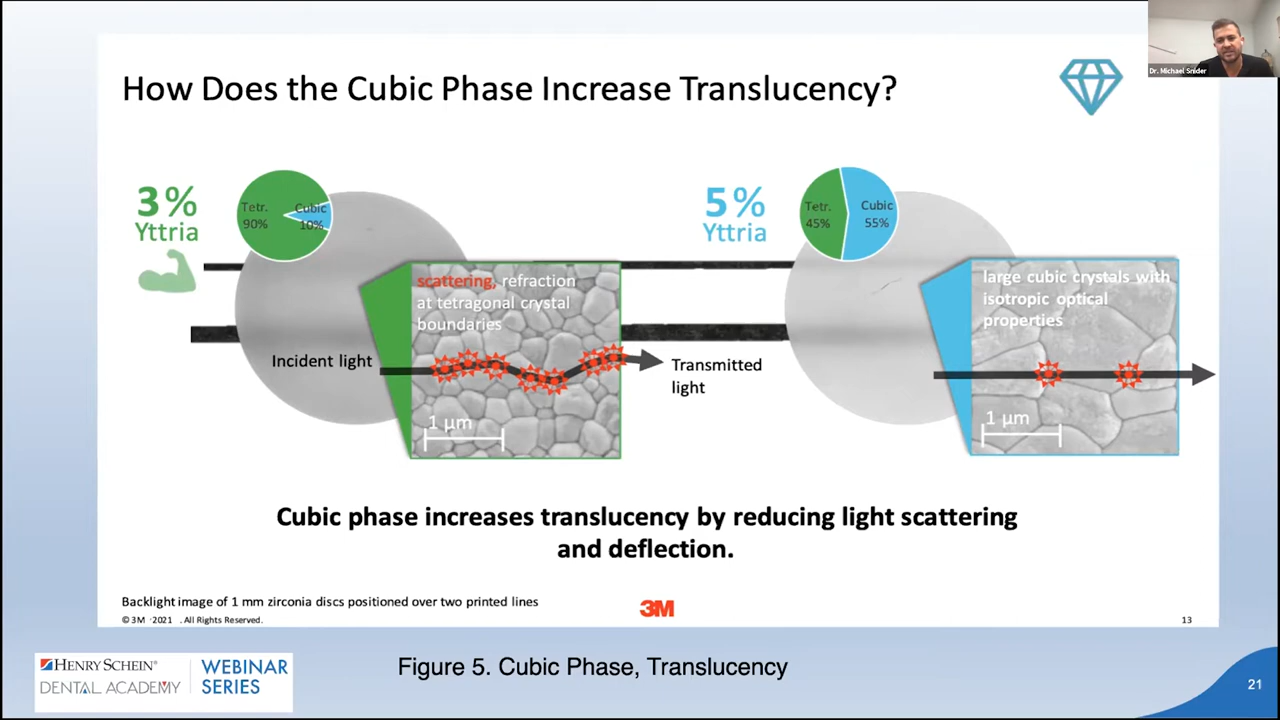 Dr. Michael Snider
How Does the Cubic Phase Increase Translucency?
3%
Yttria
Tetr.
90%
Cubic
10%
5%
Yttria
Tetr.
45%
Cubic
55%
scattering, refraction
at tetragonal crystal
boundaries
Incident light
1 µm
Transmitted
light
large cubic crystals with
isotropic optical
properties
1 µm
Cubic phase increases translucency by reducing light scattering
and deflection.
Backlight image of 1 mm zirconia discs positioned over two printed lines
© 3M 2021 . All Rights Reserved.
3M
13
HENRY SCHEIN®
DENTAL ACADEMY
WEBINAR
SERIES
Figure 5. Cubic Phase, Translucency
21